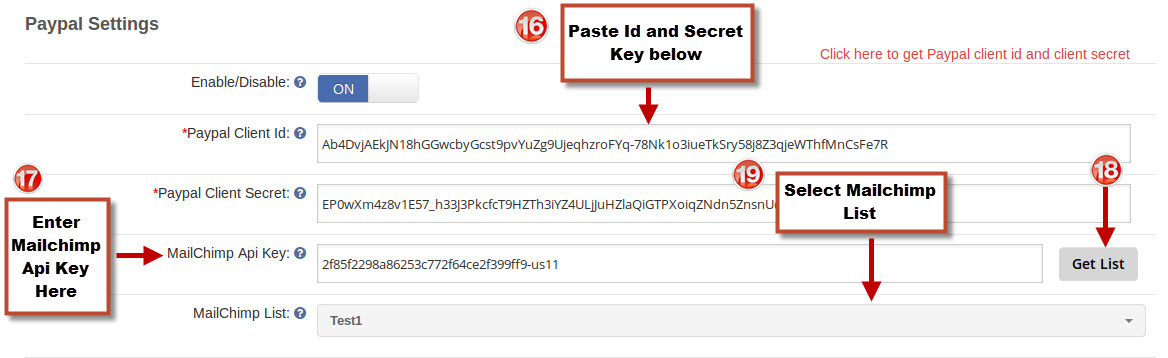 Paypal Settings
16
Paste Id and Secret
Key below
Click here to get Paypal client id and client secret
Enable/Disable: ?
ON
*Paypal Client Id: ?
Ab4DvjAEkJN18hGGwcbyGcst9pvYuZg9UjeqhzroFYq-78Nk1o3iueTkSry58j8Z3qjeWThfMnCsFe7R
17
Enter
Mailchimp
Api Key
Here
*Paypal Client Secret: ?
EP0wXm4z8v1E57_h33J3PkcfcT9HZTh3iYZ4ULjJuHZlaQiGTPXoiqZNdn5ZnsnU
19
Select Mailchimp
List
18
MailChimp Api Key: ?
2f85f2298a86253c772f64ce2f399ff9-us11
Get List
MailChimp List: ?
Test1